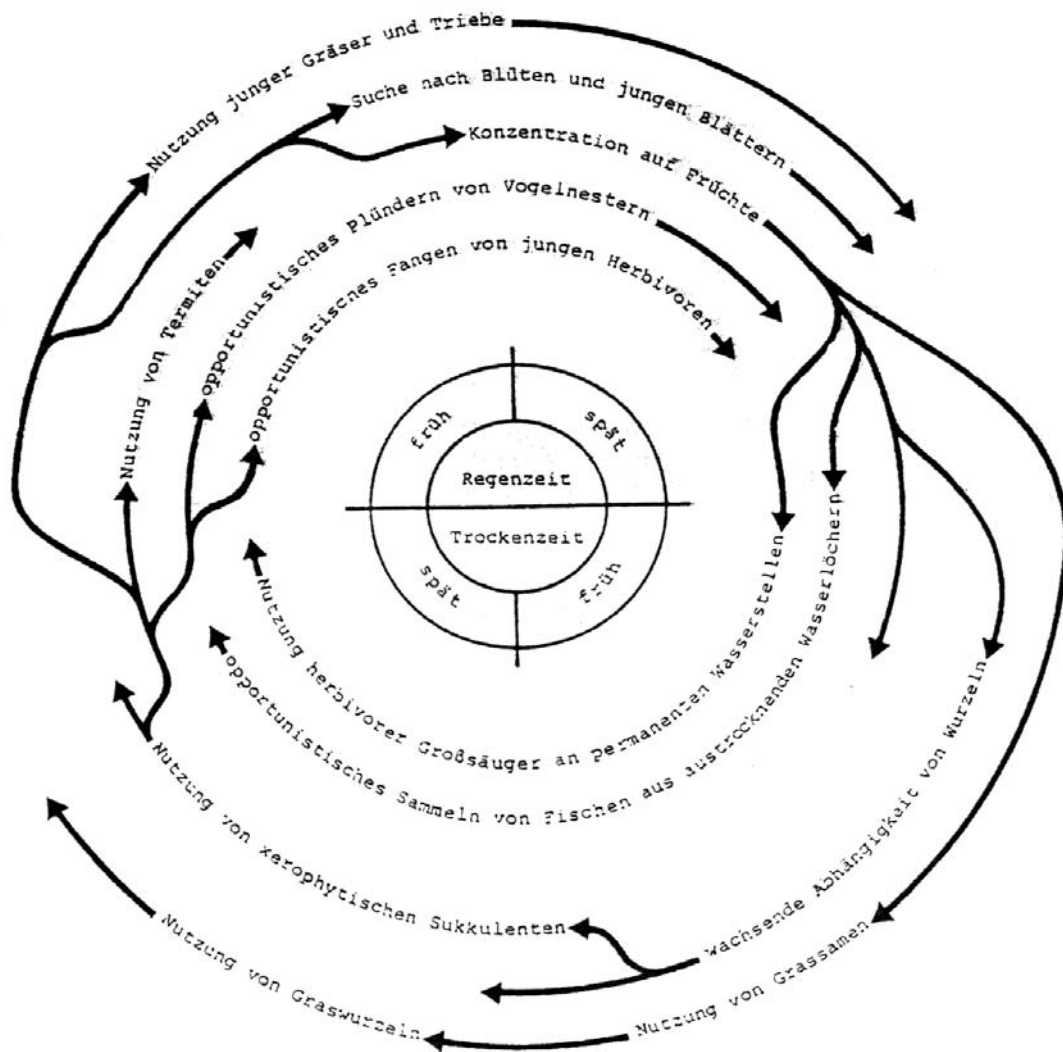 Nutzung junger Gräser und Triebe
Suche nach Blüten und jungen Blättern
Konzentration auf Früchte
opportunistisches Plündern von Vogelnestern
opportunistisches Fangen von jungen Herbivoren
Nutzung von Termiten
früh
spät
Regenzeit
Trockenzeit
spät
früh
Nutzung herbivorer Großsäuger an permanenten Wasserstellen
opportunistisches Sammeln von Fischen aus austrocknenden Wasserlöchern
Nutzung von xerophytischen Sukkulenten
wachsende Abhängigkeit von Wurzeln
Nutzung von Graswurzeln
Nutzung von Grassamen